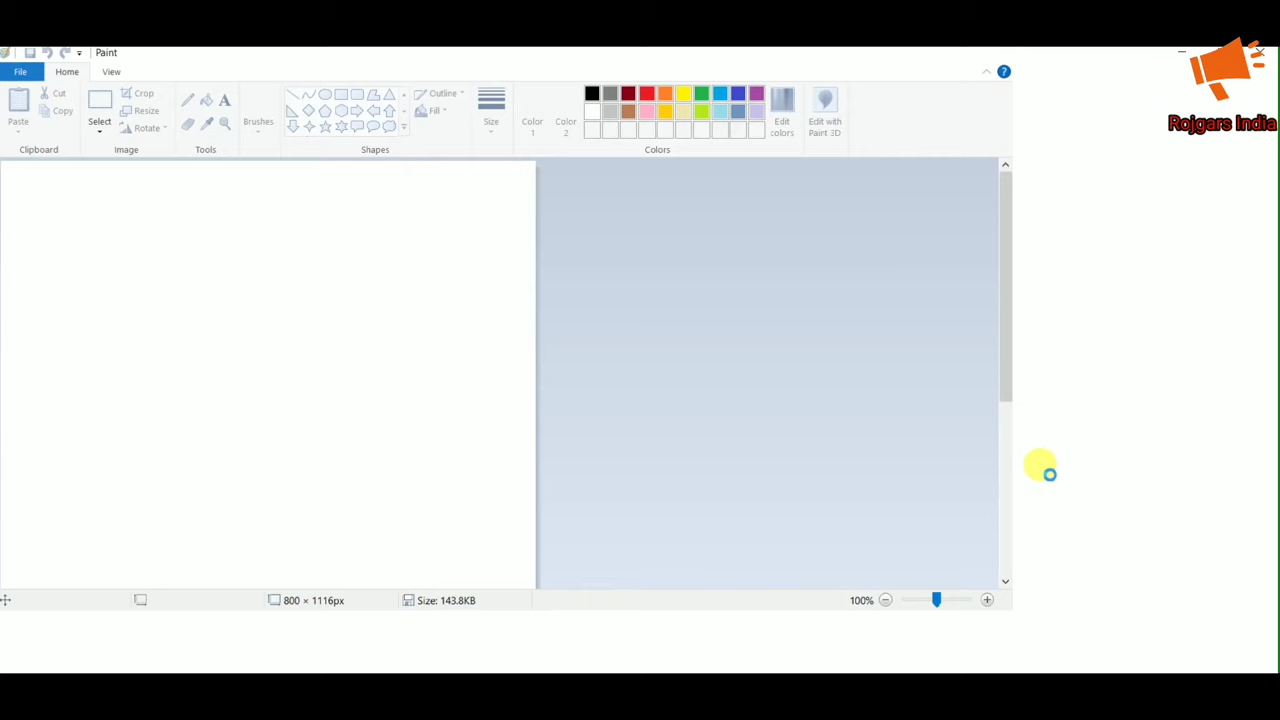 Paint
File Home View
Rojgars India
Paste
Cut
Copy
Clipboard
Select
Crop
Resize
Rotate
Image
A
Tools
Brushes
Outline
Fill
Shapes
Size
Color 1
Color 2
Edit colors
Edit with Paint 3D
Colors
800 × 1116px
Size: 143.8KB
100%